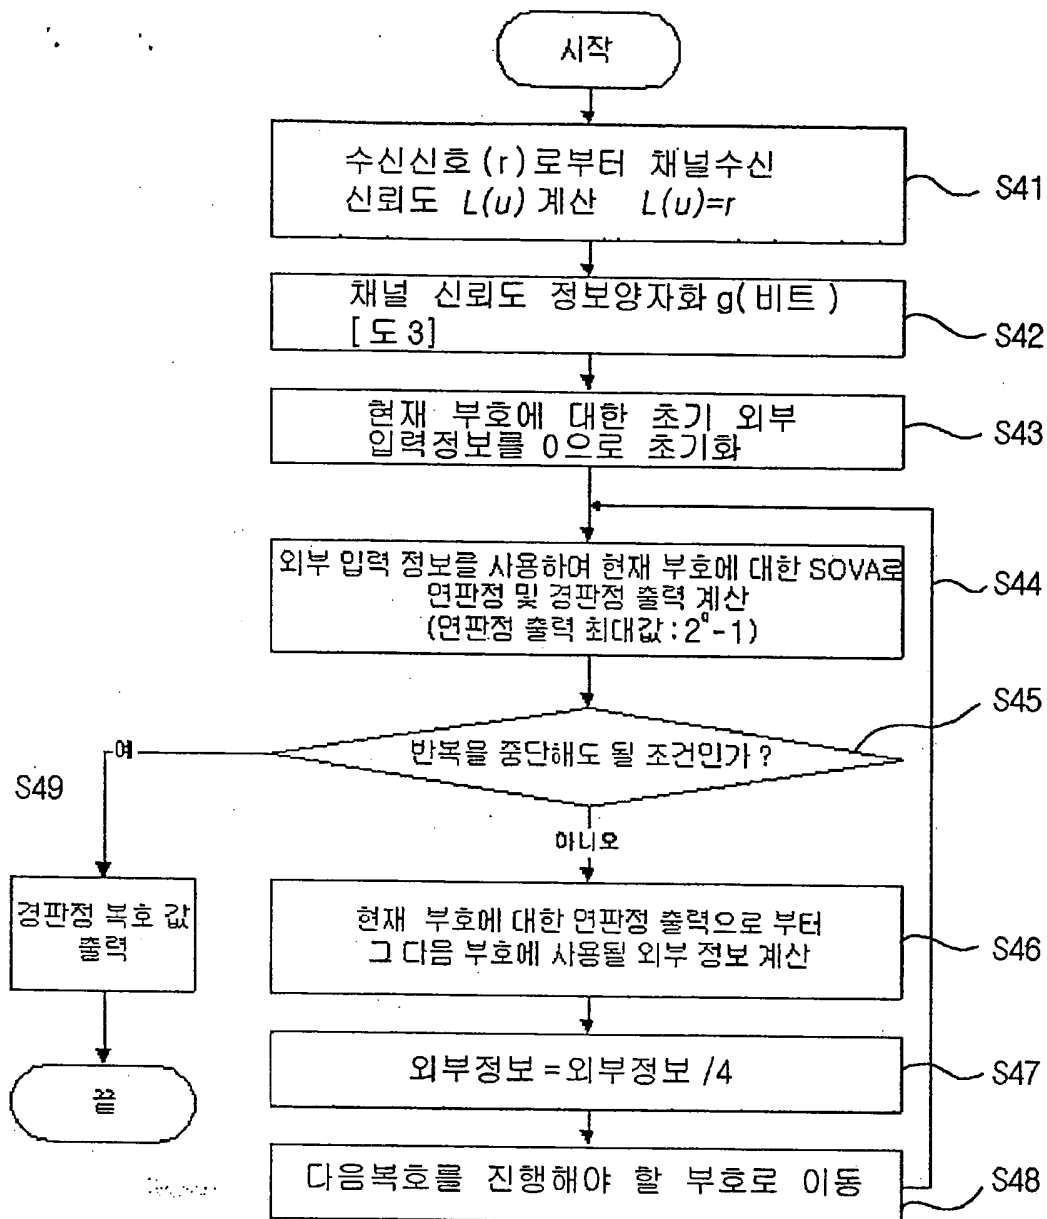 시작
수신신호 (r)로부터 채널수신
신뢰도 L(u) 계산 L(u)=r
S41
채널 신뢰도 정보양자화 g(비트)
[도 3]
S42
현재 부호에 대한 초기 외부
입력정보를 0으로 초기화
S43
외부 입력 정보를 사용하여 현재 부호에 대한 SOVA로
연판정 및 경판정 출력 계산
(연판정 출력 최대값 : 2^q-1)
S44
반복을 중단해도 될 조건인가 ?
S45
예
S49
아니오
경판정 복호 값
출력
현재 부호에 대한 연판정 출력으로 부터
그 다음 부호에 사용될 외부 정보 계산
S46
외부정보 = 외부정보 /4
S47
끝
다음복호를 진행해야 할 부호로 이동
S48